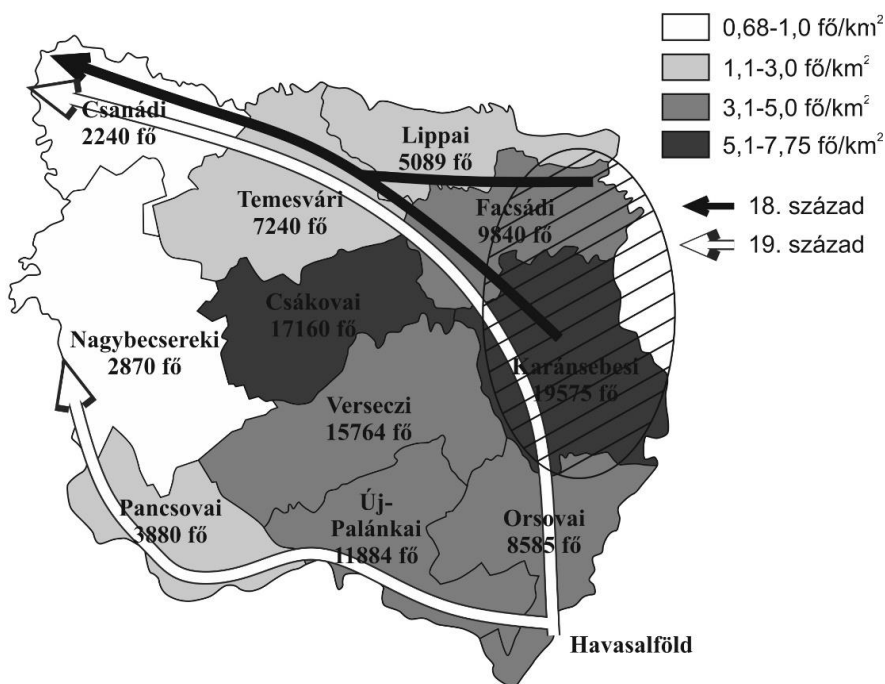 0,68-1,0 fő/km²
1,1-3,0 fő/km²
3,1-5,0 fő/km²
5,1-7,75 fő/km²
18. század
19. század
Csanádi
2240 fő
Lippai
5089 fő
Temesvári
7240 fő
Facsádi
9840 fő
Csákovai
17160 fő
Nagybecsereki
2870 fő
Karánsebesi
19575 fő
Verseczi
15764 fő
Pancsovai
3880 fő
Új-
Palánkai
11884 fő
Orsovai
8585 fő
Havasalföld